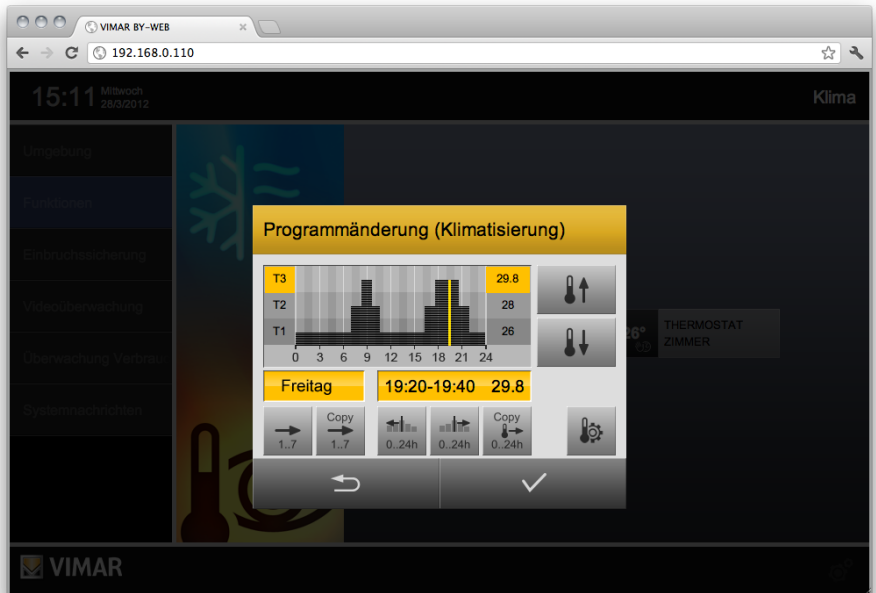 VIMAR BY-WEB
192.168.0.110
15:11 Mittwoch
28/3/2012
Klima
Umgebung
Funktionen
Einbruchssicherung
Videoüberwachung
Überwachung Verbrau
Systemnachrichten
Programmänderung (Klimatisierung)
T3 29.8
T2 28
T1 26
0 3 6 9 12 15 18 21 24
Freitag 19:20-19:40 29.8
Copy Copy
1..7 1..7 0..24h 0..24h 0..24h
26° THERMOSTAT
ZIMMER
VIMAR